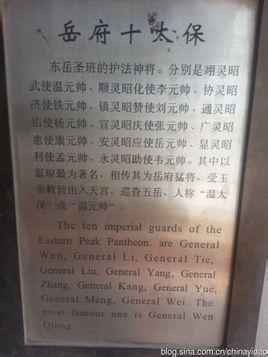 岳府十太保
东岳圣班的护法神将。分别是翊灵昭
武使温元帅、顺灵昭化使李元帅、协灵昭
济使铁元帅、镇灵昭赞使刘元帅、通灵昭
佑使杨元帅、宣灵昭庆使张元帅、广灵昭
惠使康元帅、安灵昭应使岳元帅、显灵昭
利使孟元帅、永灵昭助使韦元帅。其中以
温琼为最为著名，相传其为岳府猛将，受玉
帝敕旨出入天宫，巡查五岳，人称“温太
保”或“温元帅”。
The ten imperial guards of the
Eastern Peak Pantheon. are General
Wen, General Li, General Tie,
General Liu, General Yang, General
Zhang, General Kang, General Yue,
General Meng, General Wei. The
most famous one is General Wen
Qiong.
blog.sina.com.cn/chinayidao